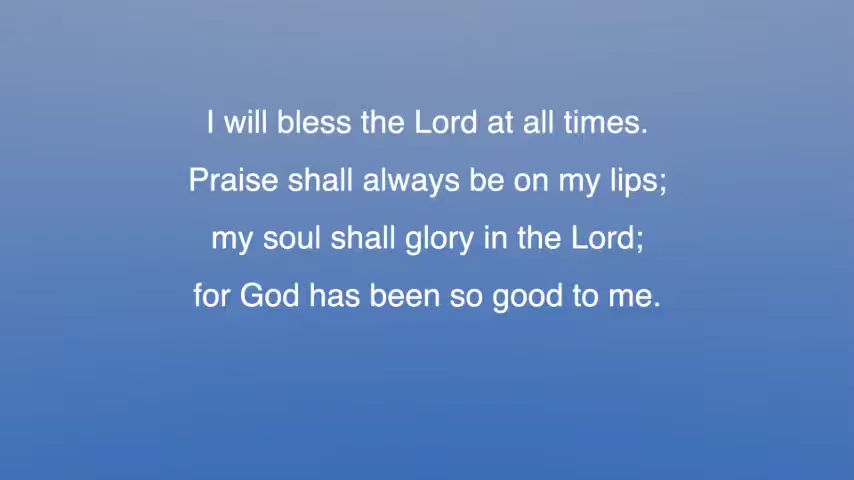 I will bless the Lord at all times.
Praise shall always be on my lips;
my soul shall glory in the Lord;
for God has been so good to me.